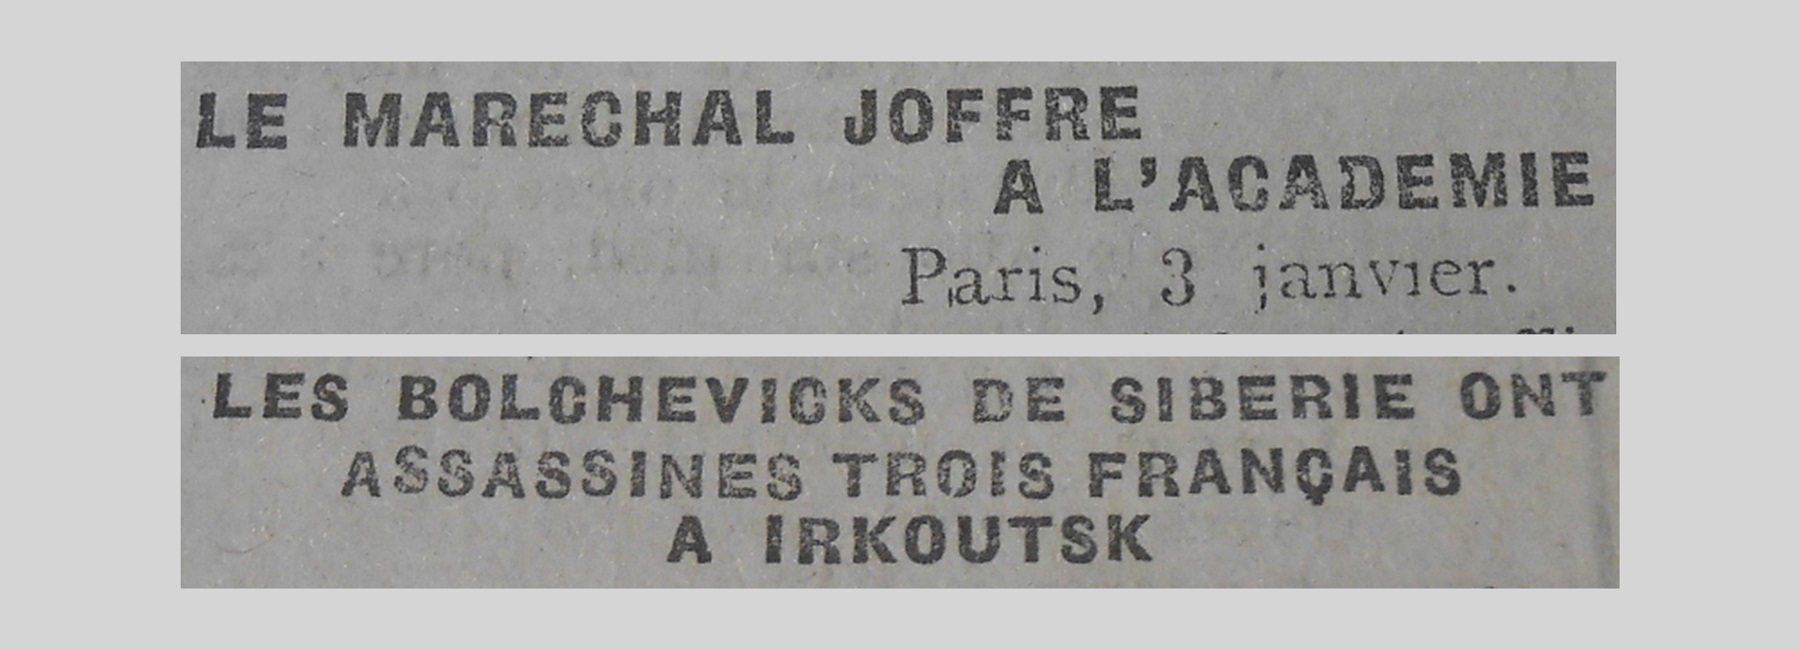 LE MARECHAL JOFFRE
A L'ACADEMIE
Paris, 3 janvier.
LES BOLCHEVICKS DE SIBERIE ONT
ASSASSINES TROIS FRANÇAIS
A IRKOUTSK